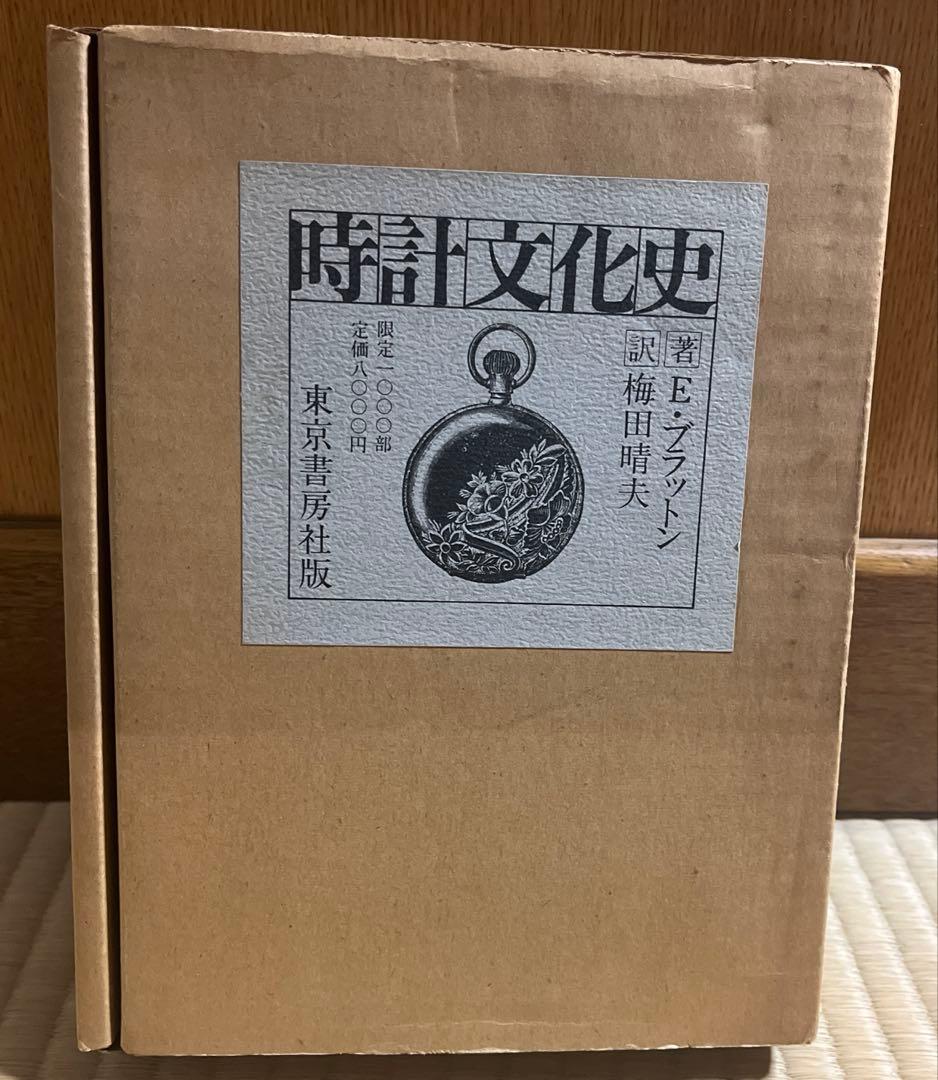 時計文化史
著 E・ブラットン
訳 梅田晴夫
限定一〇〇〇部
定価八〇〇〇円
東京書房社版